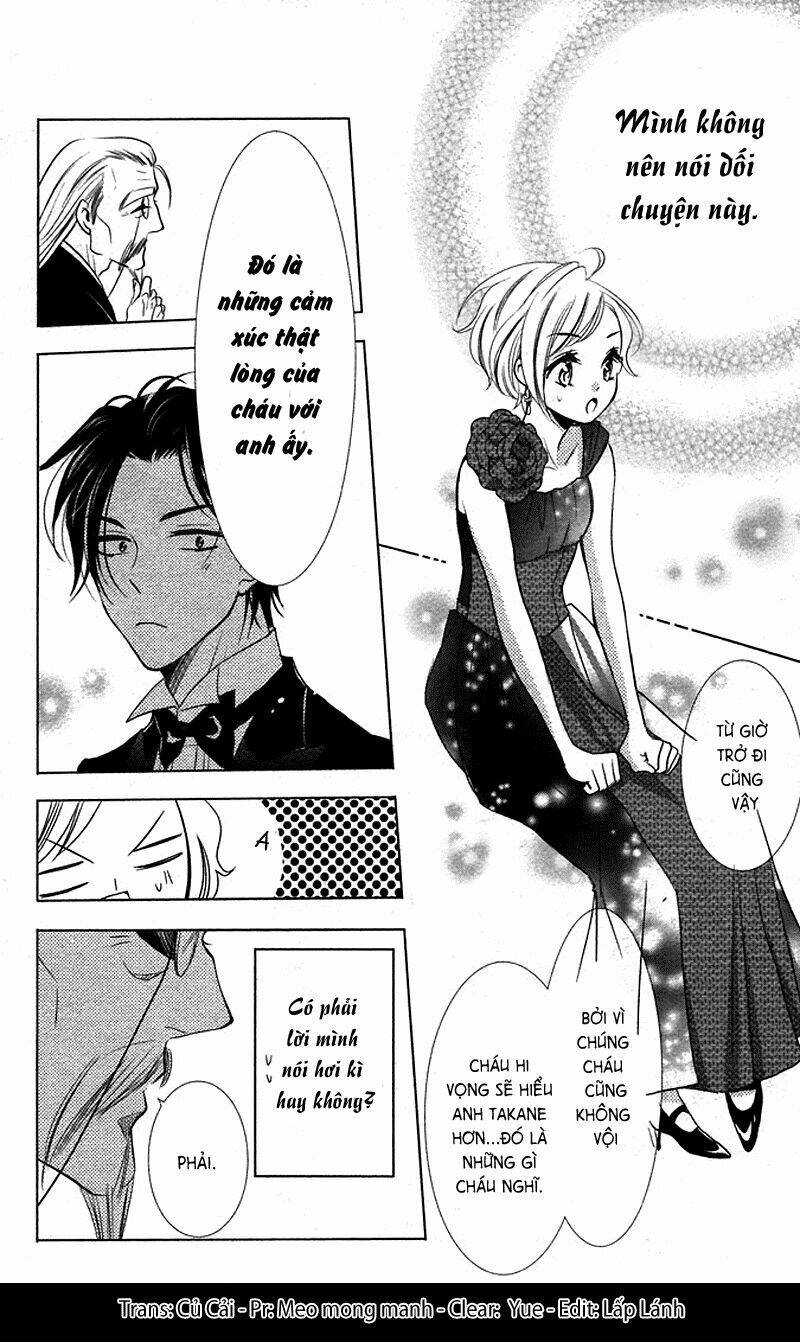 Mình không
nên nói dối
chuyện này.
TỪ GIỜ
TRỞ ĐI
CŨNG
VẬY
BỞI VÌ
CHÚNG
CHÁU
CŨNG
KHÔNG
VỘI
CHÁU HI
VỌNG SẼ HIỂU
ANH TAKANE
HƠN...ĐÓ LÀ
NHỮNG GÌ
CHÁU NGHĨ.
Đó là
những cảm
xúc thật
lòng của
cháu với
anh ấy.
A
Có phải
lời mình
nói hơi kì
hay không?
PHẢI.
Trans: Củ Cải - Pr: Meo mong manh - Clear: Yue - Edit: Lấp Lánh